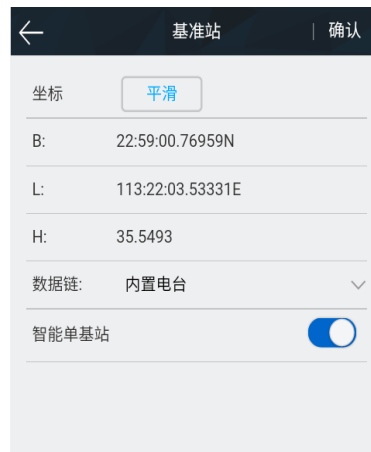 基准站 确认
坐标 平滑
B: 22:59:00.76959N
L: 113:22:03.53331E
H: 35.5493
数据链: 内置电台
智能单基站